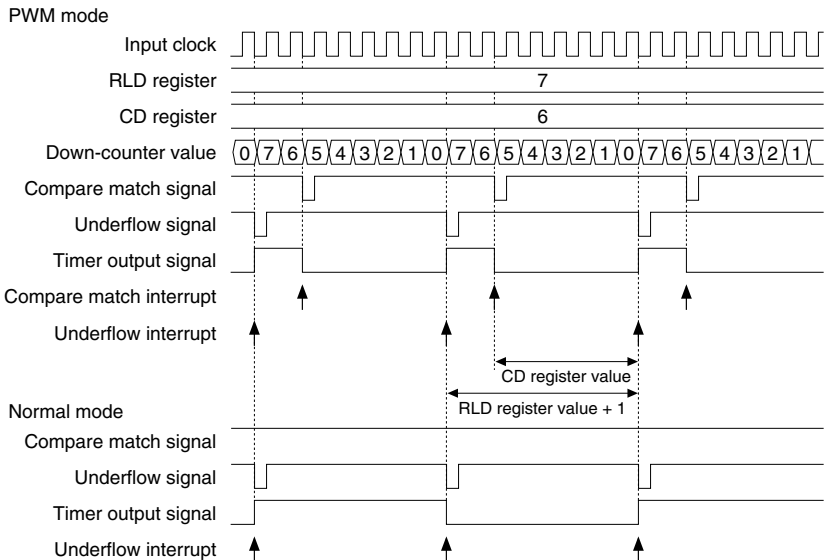 PWM mode
Input clock
RLD register 7
CD register 6
Down-counter value 0 7 6 5 4 3 2 1 0 7 6 5 4 3 2 1 0 7 6 5 4 3 2 1
Compare match signal
Underflow signal
Timer output signal
Compare match interrupt
Underflow interrupt
CD register value
RLD register value + 1
Normal mode
Compare match signal
Underflow signal
Timer output signal
Underflow interrupt